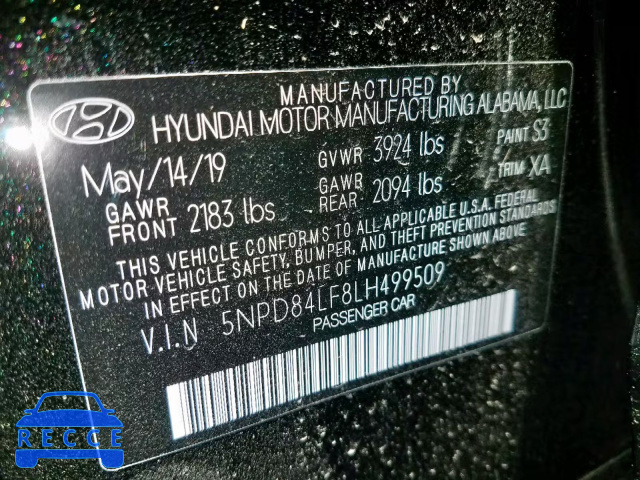 MANUFACTURED BY
HYUNDAI MOTOR MANUFACTURING ALABAMA, LLC
May/14/19 GVWR 3924 lbs PAINT S3
GAWR FRONT 2183 lbs GAWR REAR: 2094 lbs TRIM XA
THIS VEHICLE CONFORMS TO ALL APPLICABLE U.S.A. FEDERAL
MOTOR VEHICLE SAFETY, BUMPER, AND THEFT PREVENTION STANDARDS
IN EFFECT ON THE DATE OF MANUFACTURE SHOWN ABOVE
V.I.N 5NPD84LF8LH499509
PASSENGER CAR
RECCE